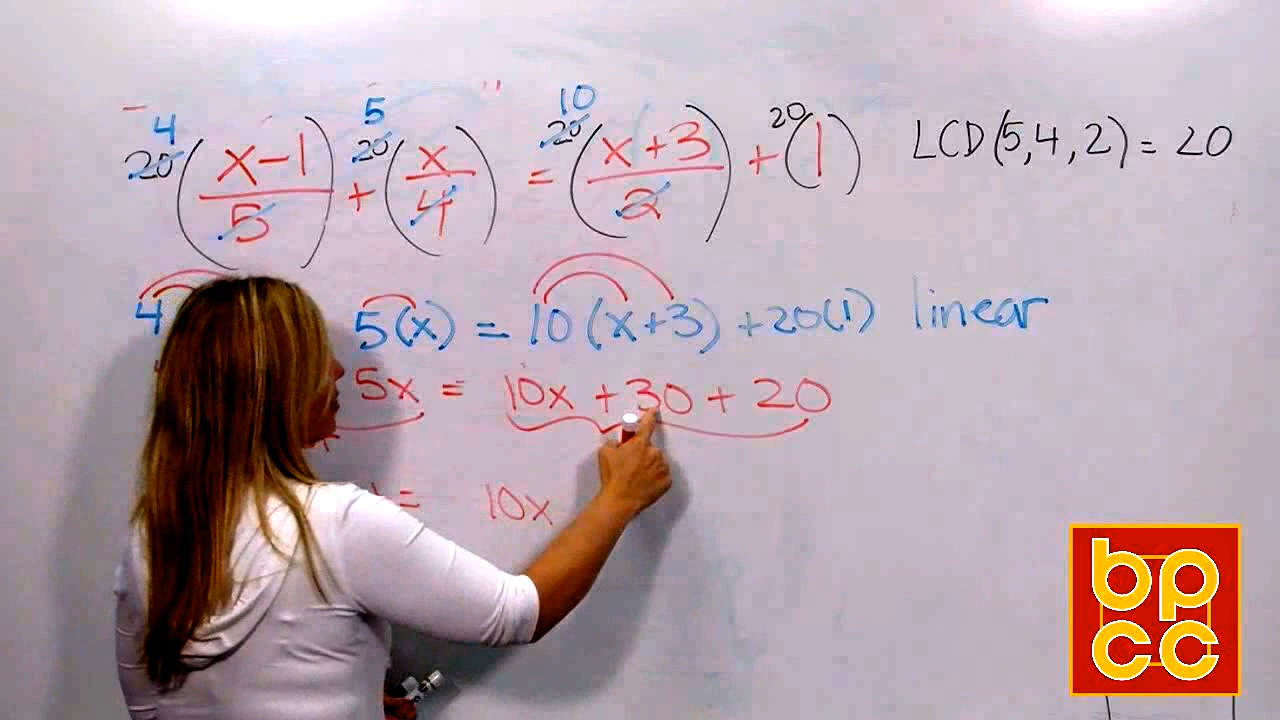 4 5 10
20 (x-1/5) + 20 (x/4) = 20 (x+3/2) + 20 (1) LCD(5,4,2) = 20
4 5(x) = 10(x+3) +20(1) linear
5x = 10x + 30 + 20
= 10x
bp
cc